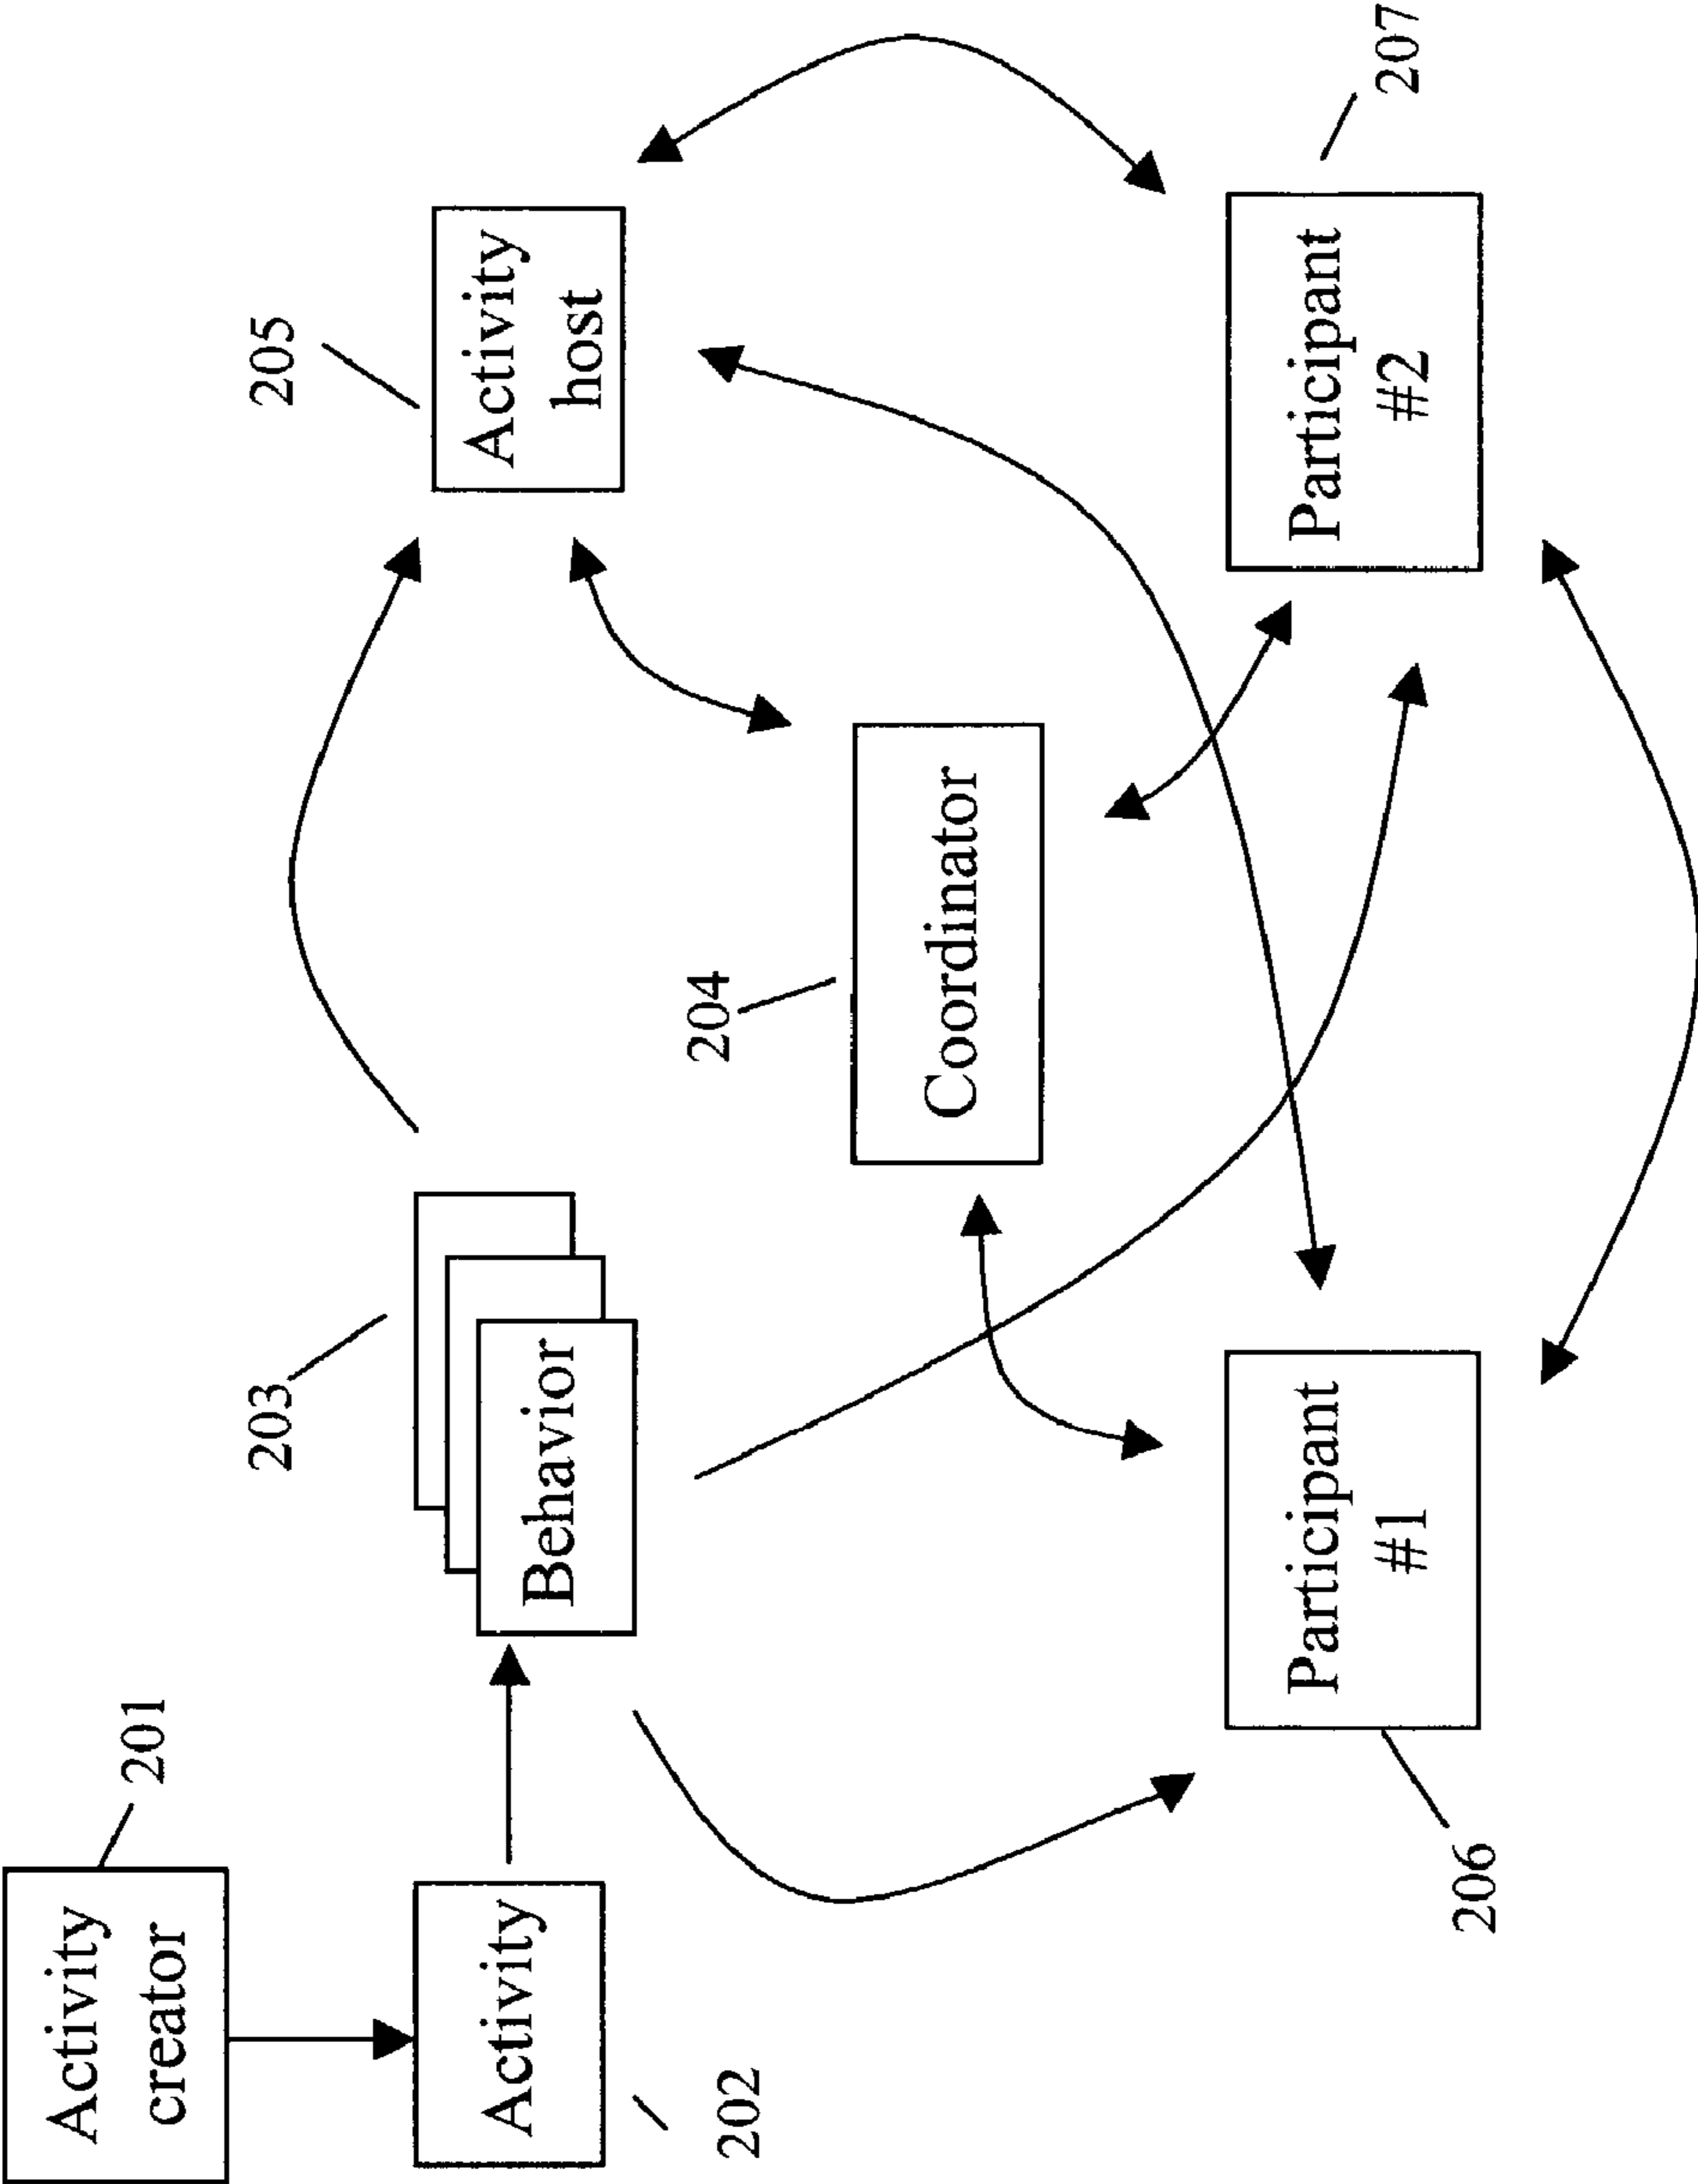 Activity
creator
201
Activity
202
Behavior
203
Coordinator
204
Activity
host
205
Participant
#1
206
Participant
#2
207